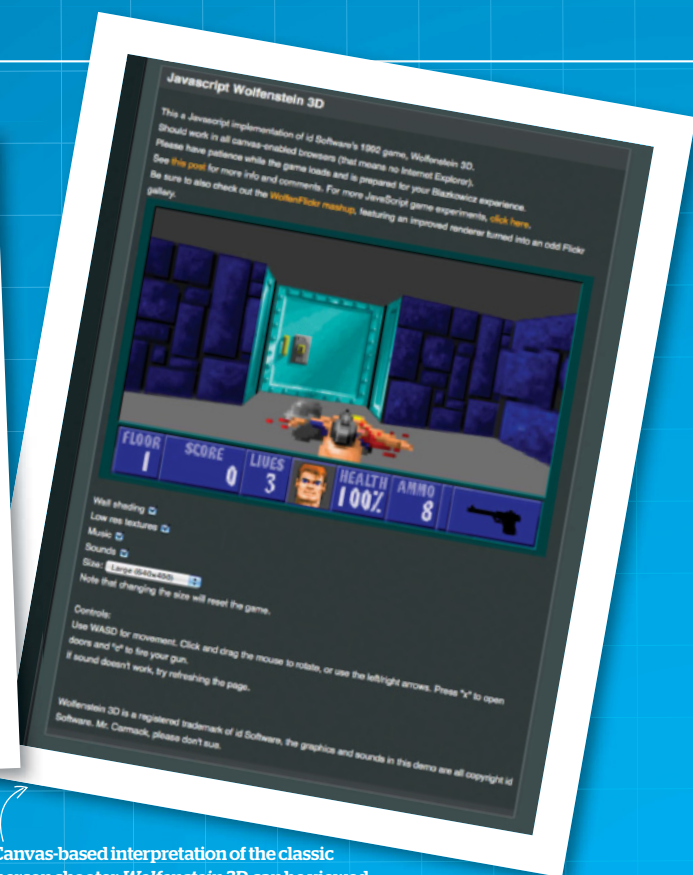 Javascript Wolfenstein 3D
This a Javascript implementation of id Software's 1992 game, Wolfenstein 3D.
Should work in all canvas-enabled browsers (that means no Internet Explorer).
Please have patience while the game loads and is prepared for your Blazkowicz experience.
See this post for more info and comments. For more JavaScript game experiments, click here.
Be sure to also check out the WolfenFlickr mashup, featuring an improved renderer turned into an odd Flickr
gallary.
FLOOR SCORE LIVES HEALTH AMMO
1 0 3 100% 8
Wall shading
Low res textures
Music
Sounds
Size: Large (640x480)
Note that changing the size will reset the game.
Controls:
Use WASD for movement. Click and drag the mouse to rotate, or use the left/right arrows. Press "x" to open
doors and "c" to fire your gun.
If sound doesn't work, try refreshing the page.
Wolfenstein 3D is a registered trademark of id Software, the graphics and sounds in this demo are all copyright id
Software. Mr. Carmack, please don't sue.
Canvas-based interpretation of the classic